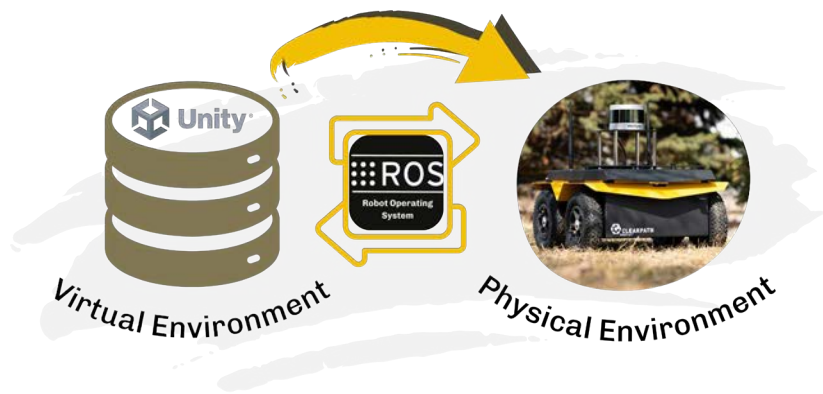 Unity
ROS
Robot Operating
System
CLEARPATH
Virtual Environment
Physical Environment